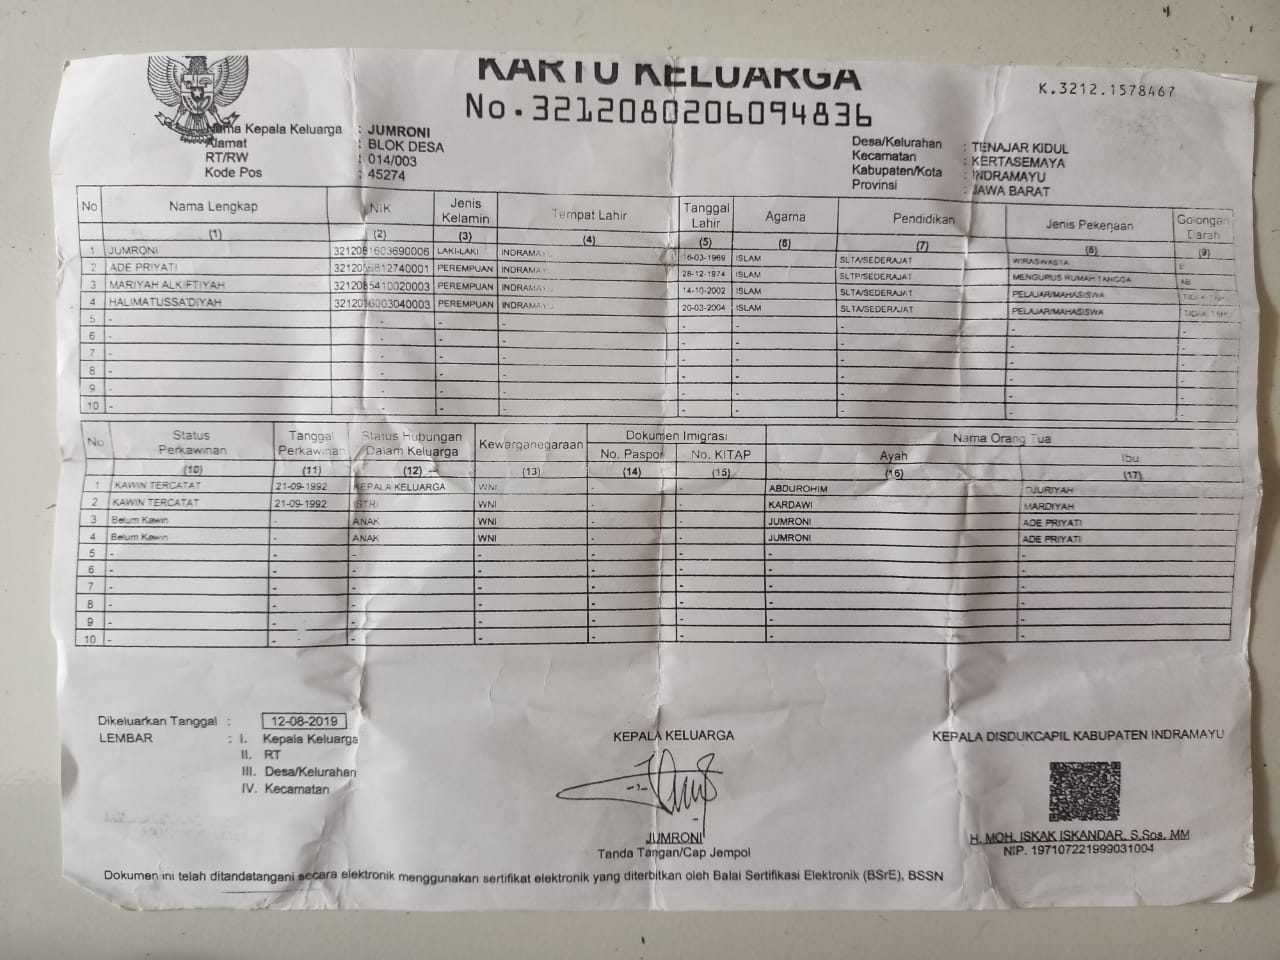 KARTU KELUARGA
No.3212080206094836
K.3212.1578467
Nama Kepala Keluarga : JUMRONI
Alamat : BLOK DESA
RT/RW : 014/003
Kode Pos : 45274
Desa/Kelurahan : TENAJAR KIDUL
Kecamatan : KERTASEMAYA
Kabupaten/Kota : INDRAMAYU
Provinsi : JAWA BARAT
No Nama Lengkap NIK Jenis Kelamin Tempat Lahir Tanggal Lahir Agama Pendidikan Jenis Pekerjaan Golongan Darah
(1) (2) (3) (4) (5) (6) (7) (8) (9)
1 JUMRONI LAKI-LAKI INDRAMAYU 16-03-1969 ISLAM SLTA/SEDERAJAT WIRASWASTA
2 ADE PRIYATI PEREMPUAN INDRAMAY 28-12-1974 ISLAM SLTP/SEDERAJAT MENGURUS RUMAH TANGGA
3 MARIYAH ALKIFTIYAH 3212085410020003 PEREMPUAN INDRAMAY 14-10-2002 ISLAM SLTA/SEDERAJAT PELAJAR/MAHASISWA
4 HALIMATUSSA'DIYAH PEREMPUAN INDRAMAY 20-03-2004 ISLAM SLTA/SEDERAJAT PELAJAR/MAHASISWA TIDAK TAH
5 - - - - - - - - -
6 - - - - - - - - -
7 - - - - - - - - -
8 - - - - - - - - -
9 - - - - - - - - -
10 - - - - - - - - -
No Status Perkawinan Tanggal Perkawinan Status Hubungan Dalam Keluarga Kewarganegaraan Dokumen Imigrasi Nama Orang Tua
No. Paspor No. KITAP Ayah Ibu
(10) (11) (12) (13) (14) (15) (16) (17)
1 KAWIN TERCATAT 21-09-1992 KEPALA KELUARGA WNI - - ABDUROHIM DJURIYAH
2 KAWIN TERCATAT 21-09-1992 ISTRI WNI - - KARDAWI MARDIYAH
3 Belum Kawin - ANAK WNI - - JUMRONI ADE PRIYATI
4 Belum Kawin - ANAK WNI - - JUMRONI ADE PRIYATI
5 - - - - - - - -
6 - - - - - - - -
7 - - - - - - - -
8 - - - - - - - -
9 - - - - - - - -
10 - - - - - - - -
Dikeluarkan Tanggal : 12-08-2019
LEMBAR : I. Kepala Keluarga
II. RT
III. Desa/Kelurahan
IV. Kecamatan
KEPALA KELUARGA
JUMRONI
Tanda Tangan/Cap Jempol
KEPALA DISDUKCAPIL KABUPATEN INDRAMAYU
H. MOH. ISKAK ISKANDAR, S.Sos, MM
NIP. 197107221999031004
Dokumen ini telah ditandatangani secara elektronik menggunakan sertifikat elektronik yang diterbitkan oleh Balai Sertifikasi Elektronik (BSrE), BSSN